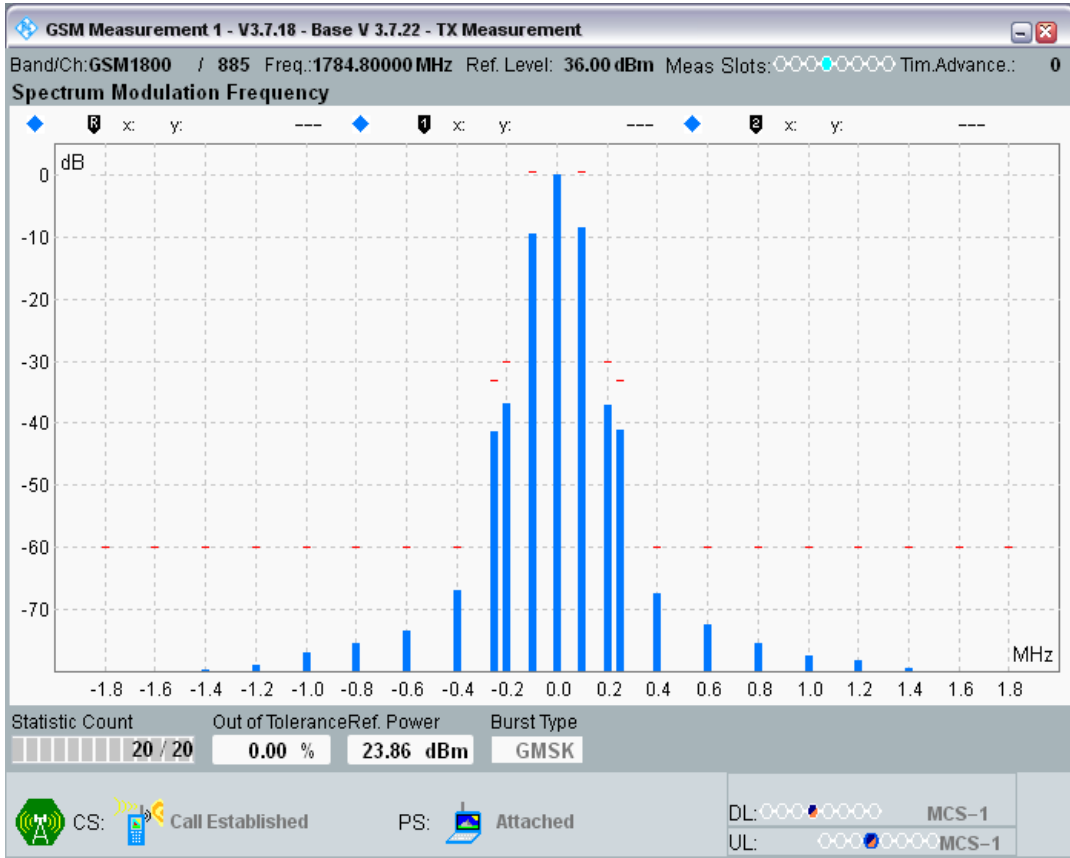 GSM Measurement 1 - V3.7.18 - Base V 3.7.22 - TX Measurement
Band/Ch:GSM1800 / 885 Freq.:1784.80000 MHz Ref. Level: 36.00 dBm Meas Slots: Tim.Advance.: 0
Spectrum Modulation Frequency
R x: y: --- 1 x: y: --- 2 x: y: ---
dB
0
-10
-20
-30
-40
-50
-60
-70
MHz
-1.8 -1.6 -1.4 -1.2 -1.0 -0.8 -0.6 -0.4 -0.2 0.0 0.2 0.4 0.6 0.8 1.0 1.2 1.4 1.6 1.8
Statistic Count Out of Tolerance Ref. Power Burst Type
20 / 20 0.00 % 23.86 dBm GMSK
CS: Call Established PS: Attached
DL: MCS-1
UL: MCS-1